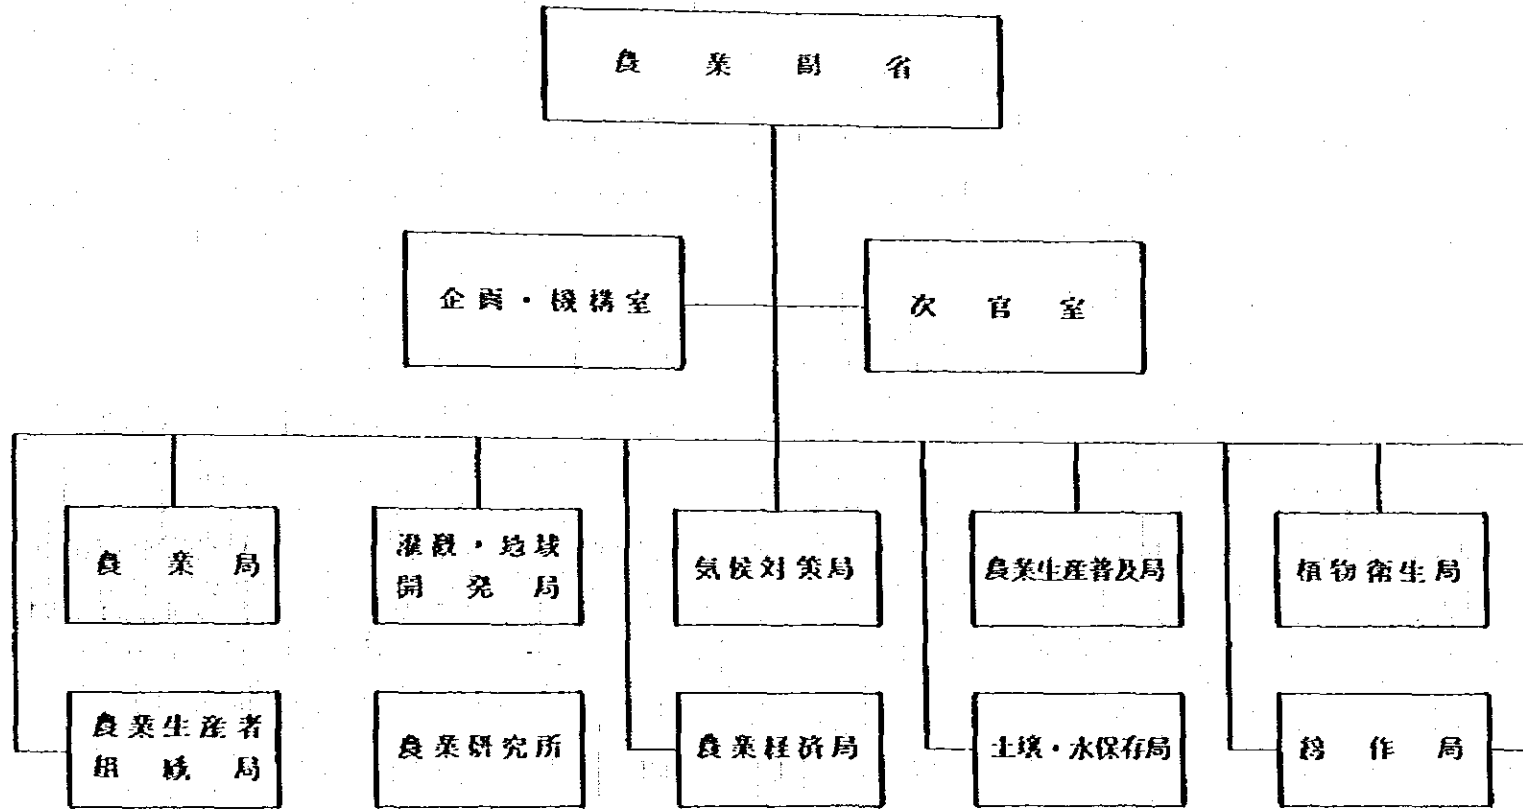 農業副省
企画・機構室
次官室
農業局
灌漑・地域
開発局
気候対策局
農業生産普及局
植物衛生局
農業生産者
組織局
農業研究所
農業経済局
土壌・水保存局
作局